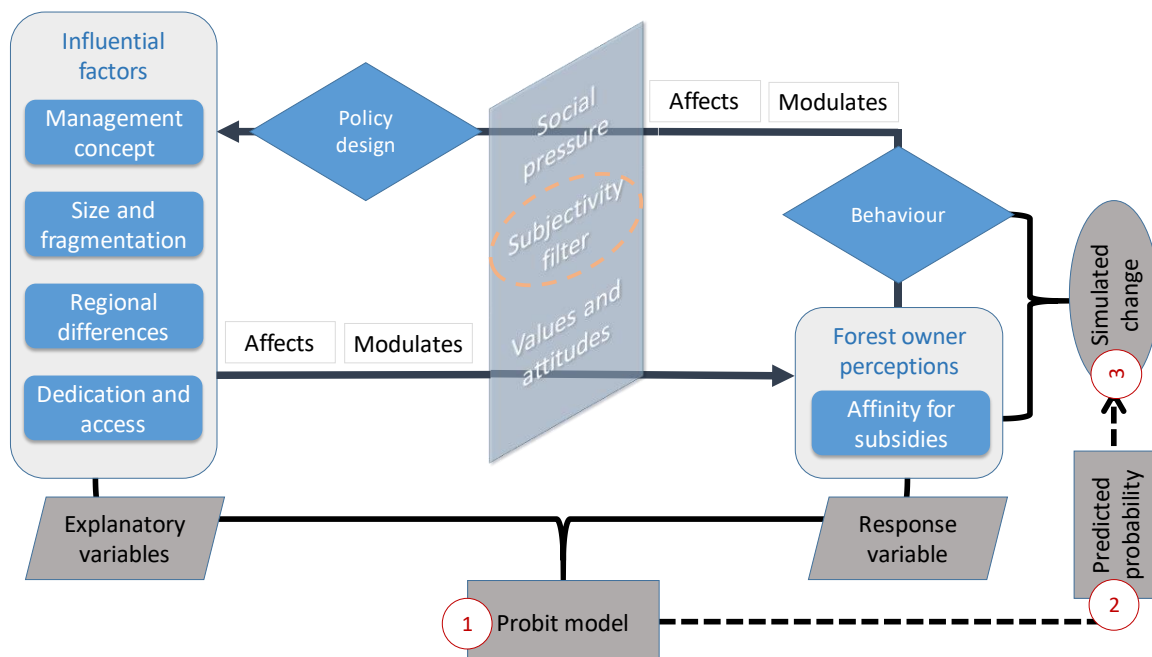 Influential
factors
Management
concept
Size and
fragmentation
Regional
differences
Dedication and
access
Policy
design
Social
pressure
Subjectivity
filter
Values and
attitudes
Affects
Modulates
Affects
Modulates
Behaviour
Forest owner
perceptions
Affinity for
subsidies
Simulated
change
3
Predicted
probability
2
Explanatory
variables
Response
variable
1
Probit model